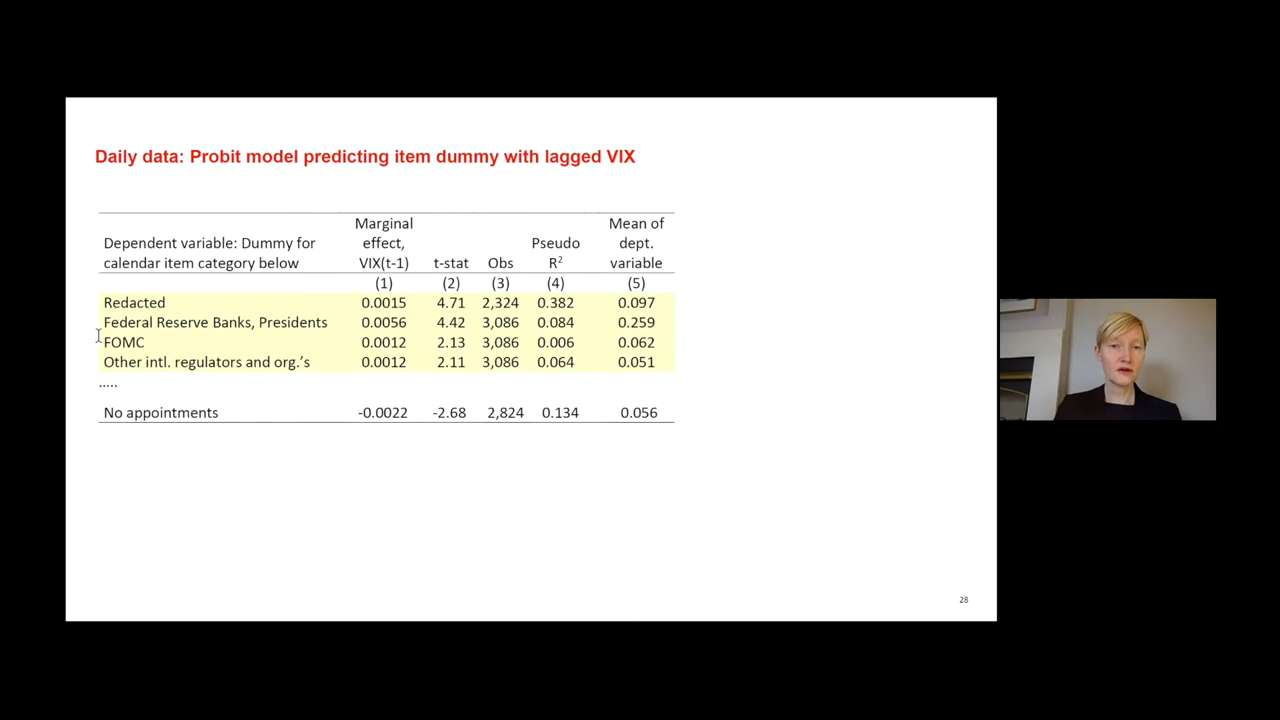 Daily data: Probit model predicting item dummy with lagged VIX
Marginal Mean of
Dependent variable: Dummy for effect, Pseudo dept.
calendar item category below VIX(t-1) t-stat Obs R² variable
(1) (2) (3) (4) (5)
Redacted 0.0015 4.71 2,324 0.382 0.097
Federal Reserve Banks, Presidents 0.0056 4.42 3,086 0.084 0.259
FOMC 0.0012 2.13 3,086 0.006 0.062
Other intl. regulators and org.’s 0.0012 2.11 3,086 0.064 0.051
.....
No appointments -0.0022 -2.68 2,824 0.134 0.056
28